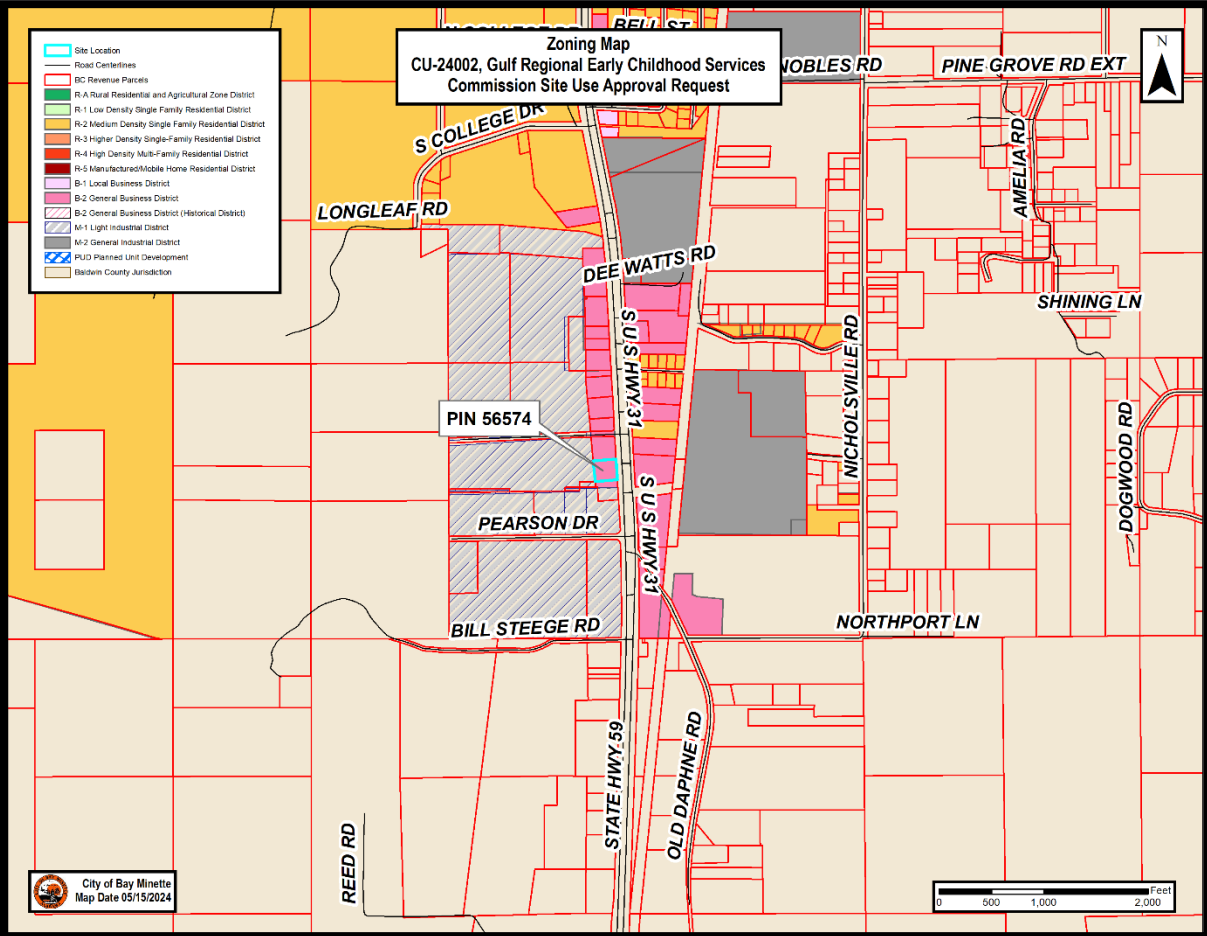 N COLLEGE DR
BELL ST
Zoning Map
CU-24002, Gulf Regional Early Childhood Services
Commission Site Use Approval Request
N
Site Location
Road Centerlines
BC Revenue Parcels
R-A Rural Residential and Agricultural Zone District
R-1 Low Density Single Family Residential District
R-2 Medium Density Single Family Residential District
R-3 Higher Density Single-Family Residential District
R-4 High Density Multi-Family Residential District
R-5 Manufactured/Mobile Home Residential District
B-1 Local Business District
B-2 General Business District
B-2 General Business District (Historical District)
M-1 Light Industrial District
M-2 General Industrial District
PUD Planned Unit Development
Baldwin County Jurisdiction
NOBLES RD
PINE GROVE RD EXT
S COLLEGE DR
AMELIA RD
LONGLEAF RD
DEE WATTS RD
SHINING LN
S U S HWY 31
NICHOLSVILLE RD
PIN 56574
DOGWOOD RD
S U S HWY 31
PEARSON DR
BILL STEEGE RD
NORTHPORT LN
STATE HWY 59
OLD DAPHNE RD
REED RD
City of Bay Minette
Map Date 05/15/2024
Feet
0 500 1,000 2,000